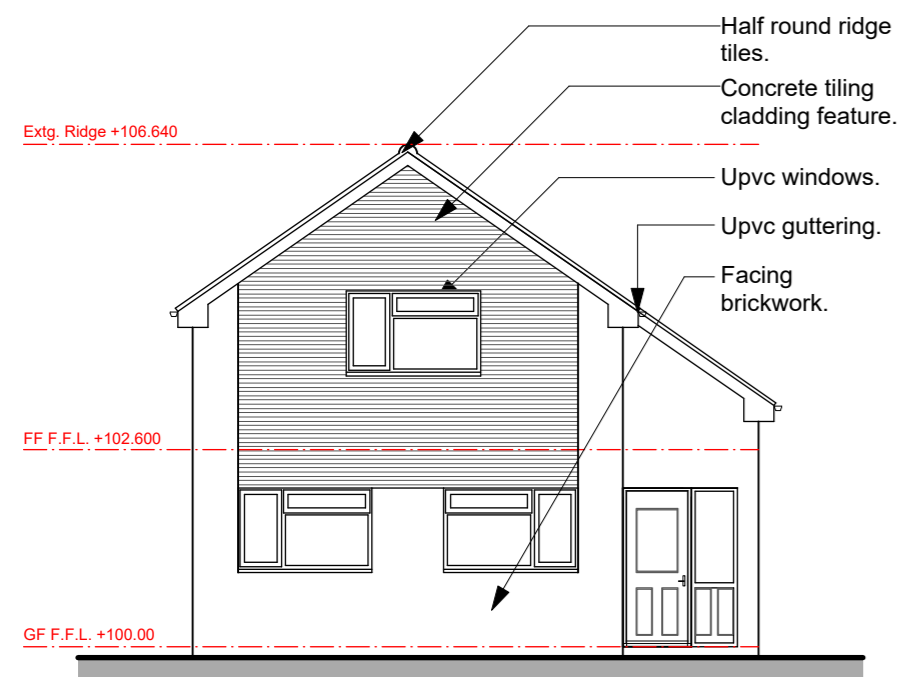 Half round ridge
tiles.
Concrete tiling
cladding feature.
Extg. Ridge +106.640
Upvc windows.
Upvc guttering.
Facing
brickwork.
FF F.F.L. +102.600
GF F.F.L. +100.00